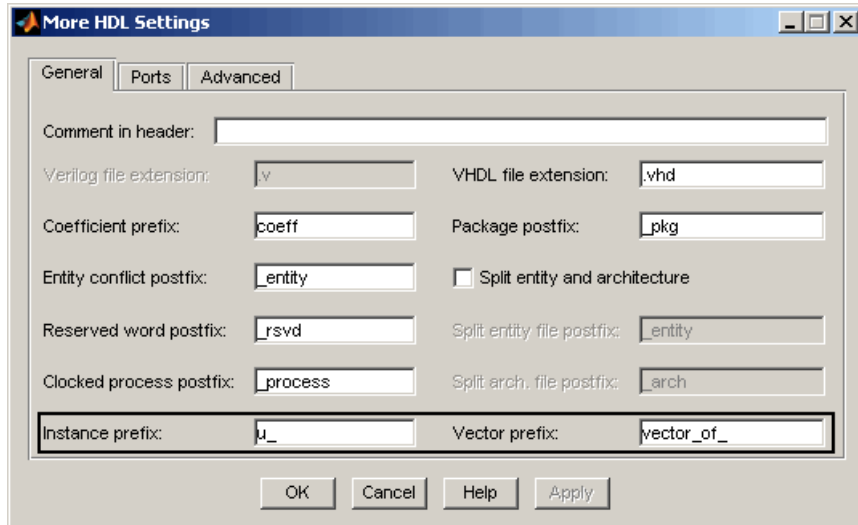 More HDL Settings
General Ports Advanced
Comment in header:
Verilog file extension: .v VHDL file extension: .vhd
Coefficient prefix: coeff Package postfix: _pkg
Entity conflict postfix: _entity Split entity and architecture
Reserved word postfix: _rsvd Split entity file postfix: _entity
Clocked process postfix: _process Split arch. file postfix: _arch
Instance prefix: u_ Vector prefix: vector_of_
OK Cancel Help Apply